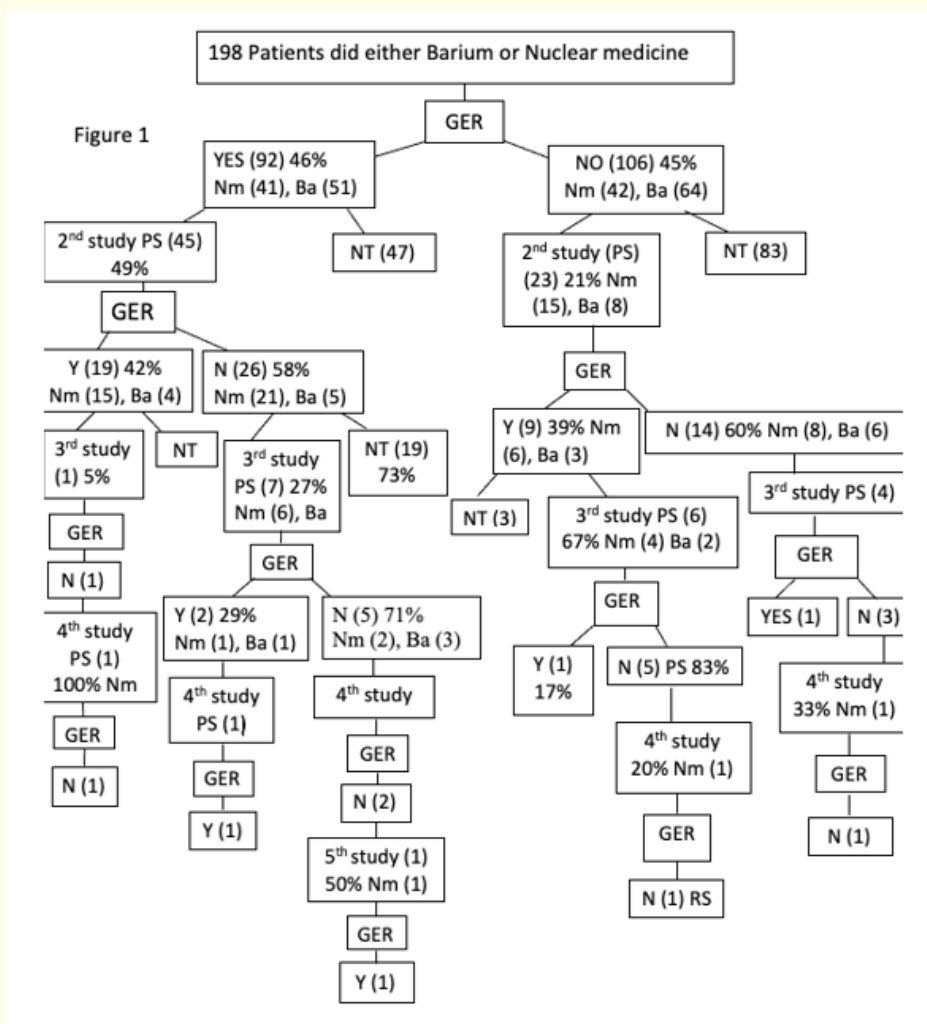 198 Patients did either Barium or Nuclear medicine
GER
Figure 1
YES (92) 46%
Nm (41), Ba (51)
NO (106) 45%
Nm (42), Ba (64)
2nd study PS (45)
49%
NT (47)
2nd study (PS)
(23) 21% Nm
(15), Ba (8)
NT (83)
GER
GER
Y (19) 42%
Nm (15), Ba (4)
N (26) 58%
Nm (21), Ba (5)
Y (9) 39% Nm
(6), Ba (3)
N (14) 60% Nm (8), Ba (6)
3rd study
(1) 5%
NT
3rd study
PS (7) 27%
Nm (6), Ba
NT (19)
73%
NT (3)
3rd study PS (6)
67% Nm (4) Ba (2)
3rd study PS (4)
GER
GER
GER
GER
N (1)
Y (2) 29%
Nm (1), Ba (1)
N (5) 71%
Nm (2), Ba (3)
YES (1)
N (3)
4th study
PS (1)
100% Nm
4th study
PS (1)
4th study
Y (1)
17%
N (5) PS 83%
4th study
33% Nm (1)
GER
GER
GER
4th study
20% Nm (1)
GER
N (1)
Y (1)
N (2)
GER
N (1)
5th study (1)
50% Nm (1)
N (1) RS
GER
Y (1)